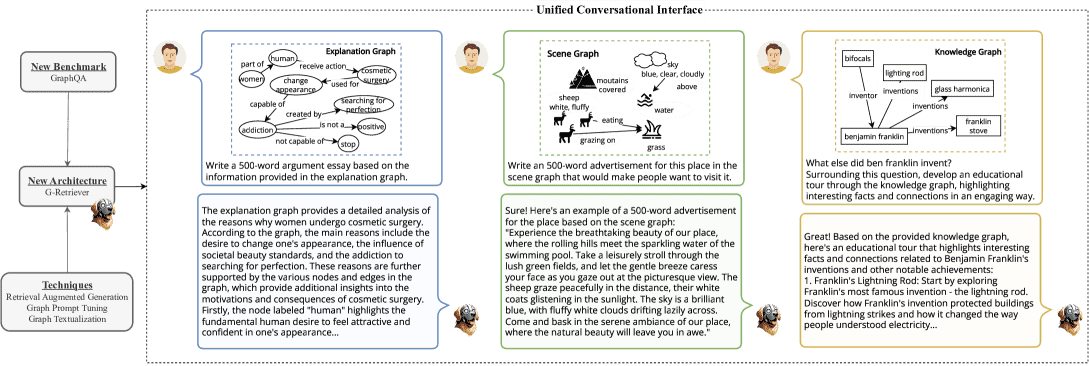 Unified Conversational Interface
New Benchmark
GraphQA
New Architecture
G-Retriever
Techniques
Retrieval Augmented Generation
Graph Prompt Tuning
Graph Textualization
Explanation Graph
human
part of
receive action
women
cosmetic
surgery
change
appearance
used for
capable of
searching for
perfection
created by
addiction
is not a
positive
not capable of
stop
Write a 500-word argument essay based on the
information provided in the explanation graph.
The explanation graph provides a detailed analysis of
the reasons why women undergo cosmetic surgery.
According to the graph, the main reasons include the
desire to change one's appearance, the influence of
societal beauty standards, and the addiction to
searching for perfection. These reasons are further
supported by the various nodes and edges in the
graph, which provide additional insights into the
motivations and consequences of cosmetic surgery.
Firstly, the node labeled "human" highlights the
fundamental human desire to feel attractive and
confident in one's appearance...
Scene Graph
sky
blue, clear, cloudly
moutains
covered
above
sheep
white, fluffy
water
eating
grazing on
grass
Write an 500-word advertisement for this place in the
scene graph that would make people want to visit it.
Sure! Here's an example of a 500-word advertisement
for the place based on the scene graph:
"Experience the breathtaking beauty of our place,
where the rolling hills meet the sparkling water of the
swimming pool. Take a leisurely stroll through the
lush green fields, and let the gentle breeze caress
your face as you gaze out at the picturesque view. The
sheep graze peacefully in the distance, their white
coats glistening in the sunlight. The sky is a brilliant
blue, with fluffy white clouds drifting lazily across.
Come and bask in the serene ambiance of our place,
where the natural beauty will leave you in awe."
Knowledge Graph
bifocals
lighting rod
glass harmonica
inventor
inventions
inventions
franklin
stove
benjamin franklin
inventions
What else did ben franklin invent?
Surrounding this question, develop an educational
tour through the knowledge graph, highlighting
interesting facts and connections in an engaging way.
Great! Based on the provided knowledge graph,
here's an educational tour that highlights interesting
facts and connections related to Benjamin Franklin's
inventions and other notable achievements:
1. Franklin's Lightning Rod: Start by exploring
Franklin's most famous invention - the lightning rod.
Discover how Franklin's invention protected buildings
from lightning strikes and how it changed the way
people understood electricity...